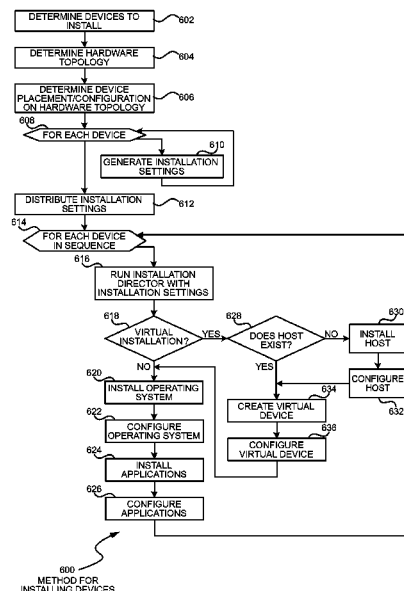 DETERMINE DEVICES TO
INSTALL
602
DETERMINE HARDWARE
TOPOLOGY
604
DETERMINE DEVICE
PLACEMENT/CONFIGURATION
ON HARDWARE TOPOLOGY
606
608
FOR EACH DEVICE
610
GENERATE INSTALLATION
SETTINGS
DISTRIBUTE INSTALLATION
SETTINGS
612
614
FOR EACH DEVICE
IN SEQUENCE
616
RUN INSTALLATION
DIRECTOR WITH
INSTALLATION SETTINGS
618
VIRTUAL
INSTALLATION?
YES
NO
628
DOES HOST
EXIST?
NO
YES
630
INSTALL
HOST
CONFIGURE
HOST
632
634
CREATE VIRTUAL
DEVICE
636
CONFIGURE
VIRTUAL DEVICE
620
INSTALL OPERATING
SYSTEM
622
CONFIGURE
OPERATING SYSTEM
624
INSTALL
APPLICATIONS
626
CONFIGURE
APPLICATIONS
600
METHOD FOR
INSTALLING DEVICES